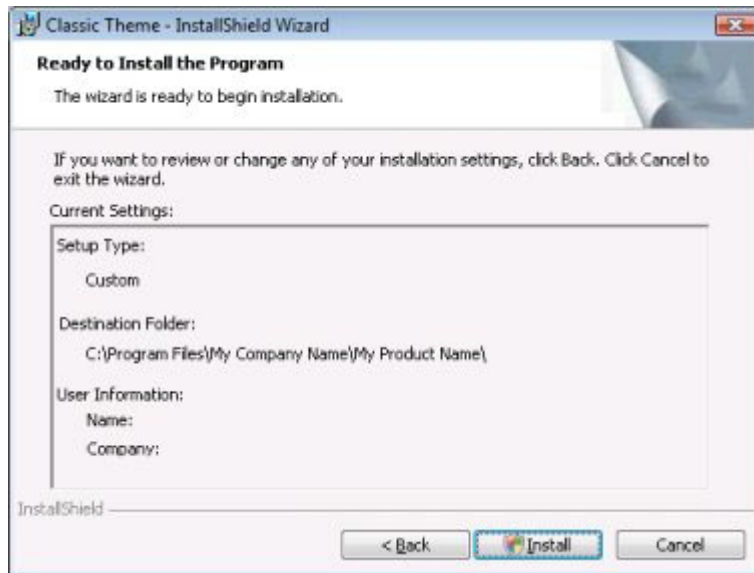 Classic Theme - InstallShield Wizard
Ready to Install the Program
The wizard is ready to begin installation.
If you want to review or change any of your installation settings, click Back. Click Cancel to
exit the wizard.
Current Settings:
Setup Type:
Custom
Destination Folder:
C:\Program Files\My Company Name\My Product Name\
User Information:
Name:
Company:
InstallShield
< Back
Install
Cancel